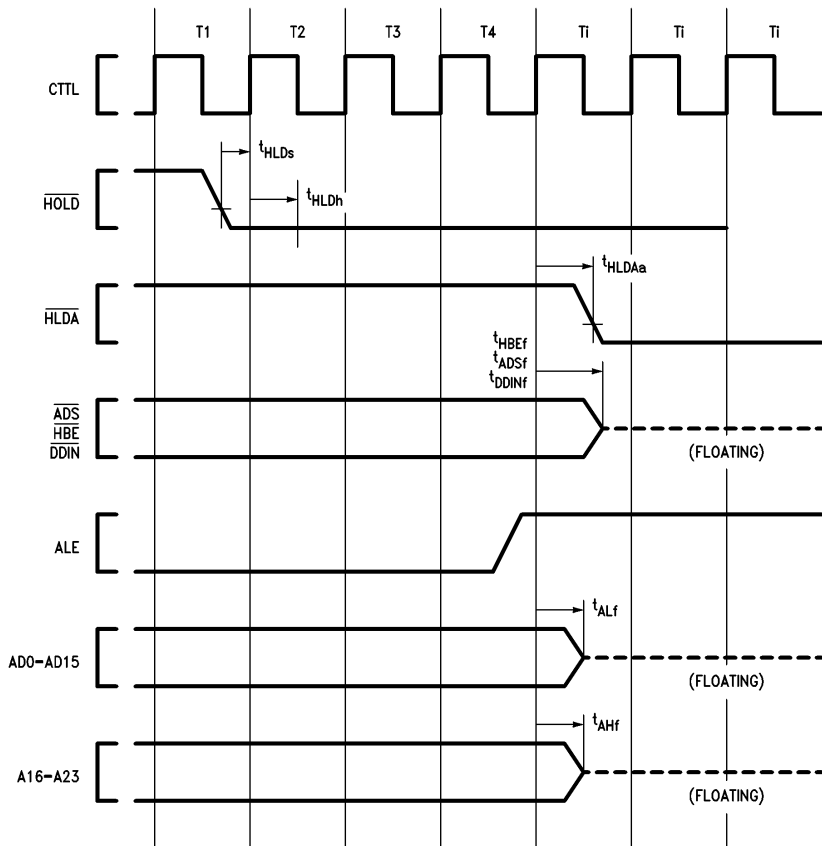 T1 T2 T3 T4 Ti Ti Ti
CTTL
tHLDs
HOLD
tHLDh
tHLDAa
HLDA
tHBEf
tADSf
tDDINf
ADS
HBE
DDIN
(FLOATING)
ALE
tALf
AD0-AD15
(FLOATING)
tAHf
A16-A23
(FLOATING)